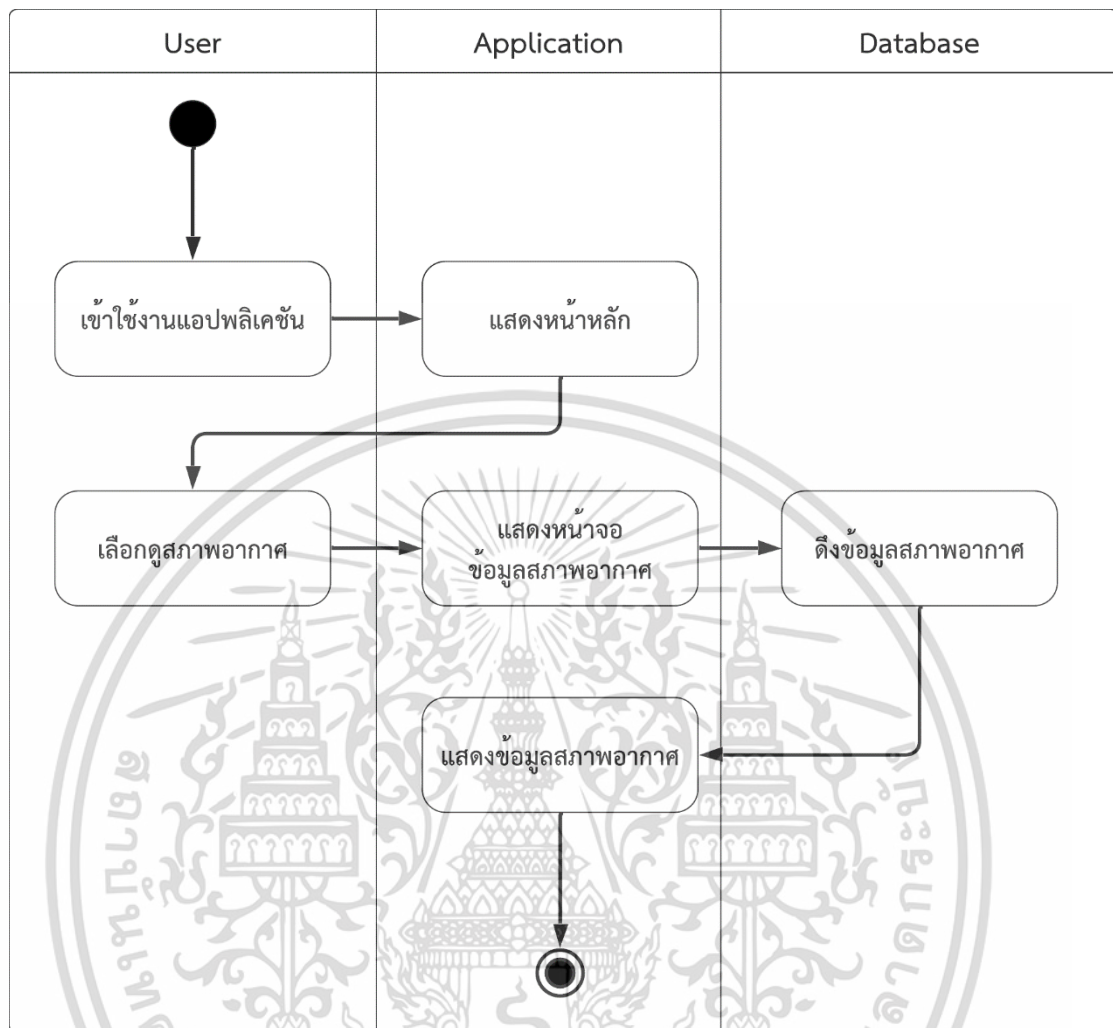 User
Application
Database
เข้าใช้งานแอปพลิเคชัน
แสดงหน้าหลัก
เลือกดูสภาพอากาศ
แสดงหน้าจอ
ข้อมูลสภาพอากาศ
ดึงข้อมูลสภาพอากาศ
แสดงข้อมูลสภาพอากาศ